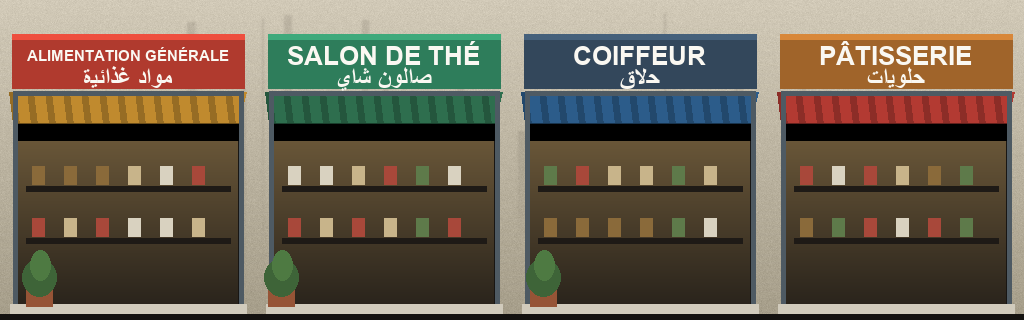 ALIMENTATION GÉNÉRALE
مواد غذائية
SALON DE THÉ
صالون شاي
COIFFEUR
حلاق
PÂTISSERIE
حلويات